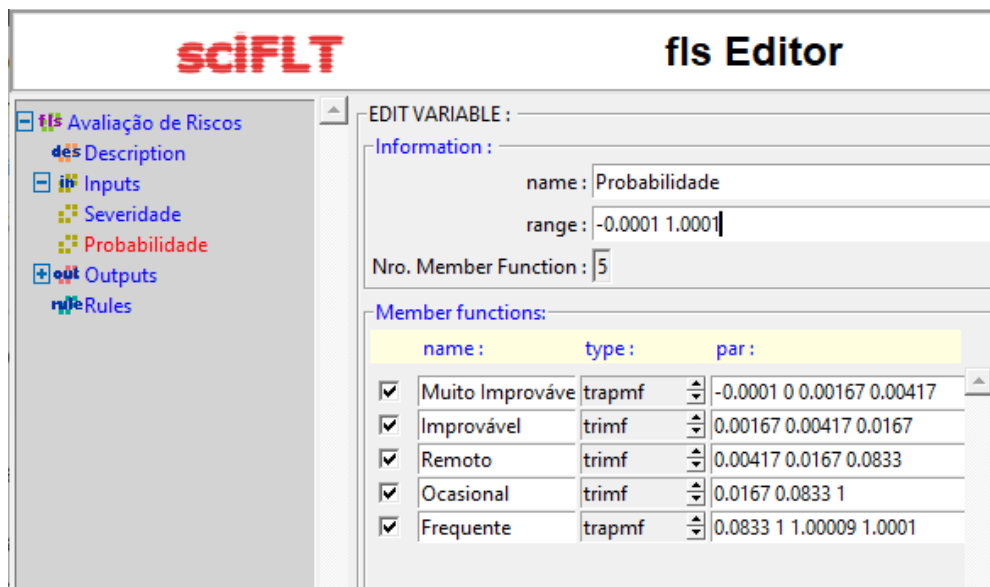 sciFLT fls Editor
fls Avaliação de Riscos
des Description
in Inputs
Severidade
Probabilidade
out Outputs
rule Rules
EDIT VARIABLE :
Information :
name : Probabilidade
range : -0.0001 1.0001
Nro. Member Function : 5
Member functions:
name : type : par :
Muito Improváve trapmf -0.0001 0 0.00167 0.00417
Improvável trimf 0.00167 0.00417 0.0167
Remoto trimf 0.00417 0.0167 0.0833
Ocasional trimf 0.0167 0.0833 1
Frequente trapmf 0.0833 1 1.00009 1.0001